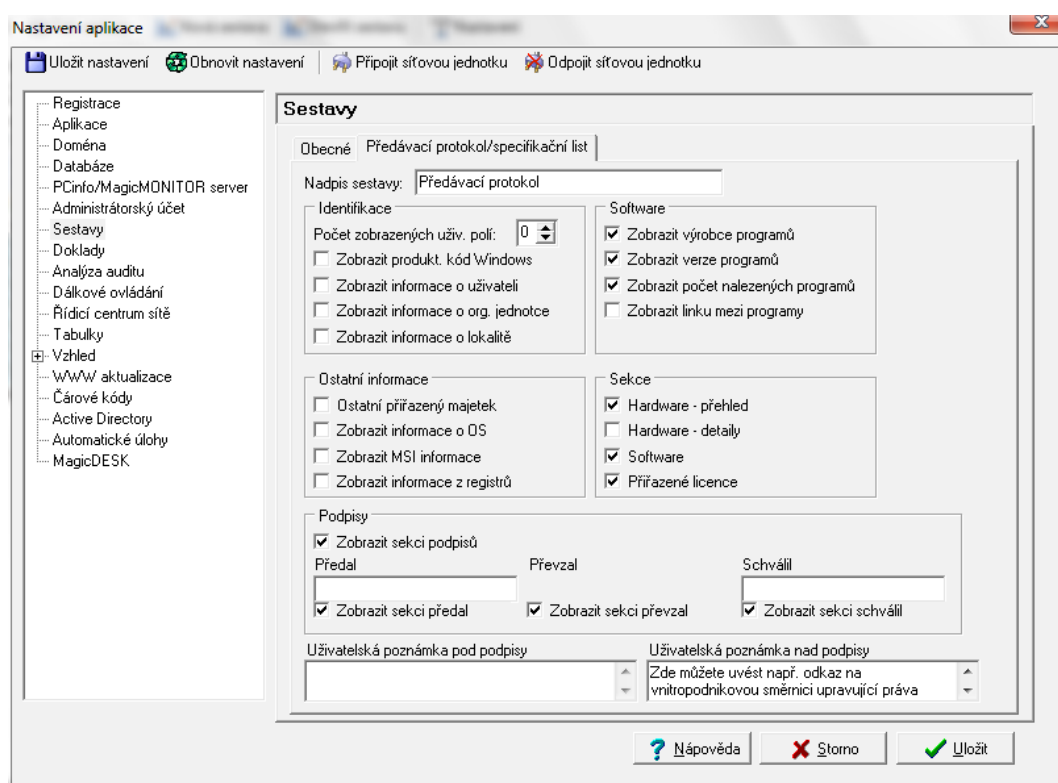 Nastavení aplikace
Uložit nastavení Obnovit nastavení Připojit síťovou jednotku Odpojit síťovou jednotku
Registrace
Aplikace
Doména
Databáze
PCinfo/MagicMONITOR server
Administrátorský účet
Sestavy
Doklady
Analýza auditu
Dálkové ovládání
Řídicí centrum sítě
Tabulky
Vzhled
WWW aktualizace
Čárové kódy
Active Directory
Automatické úlohy
MagicDESK
Sestavy
Obecné Předávací protokol/specifikační list
Nadpis sestavy: Předávací protokol
Identifikace
Počet zobrazených uživ. polí: 0
Zobrazit produkt. kód Windows
Zobrazit informace o uživateli
Zobrazit informace o org. jednotce
Zobrazit informace o lokalitě
Software
Zobrazit výrobce programů
Zobrazit verze programů
Zobrazit počet nalezených programů
Zobrazit linku mezi programy
Ostatní informace
Ostatní přiřazený majetek
Zobrazit informace o OS
Zobrazit MSI informace
Zobrazit informace z registrů
Sekce
Hardware - přehled
Hardware - detaily
Software
Přiřazené licence
Podpisy
Zobrazit sekci podpisů
Předal Převzal Schválil
Zobrazit sekci předal Zobrazit sekci převzal Zobrazit sekci schválil
Uživatelská poznámka pod podpisy Uživatelská poznámka nad podpisy
Zde můžete uvést např. odkaz na
vnitropodnikovou směrnici upravující práva
Nápověda Storno Uložit